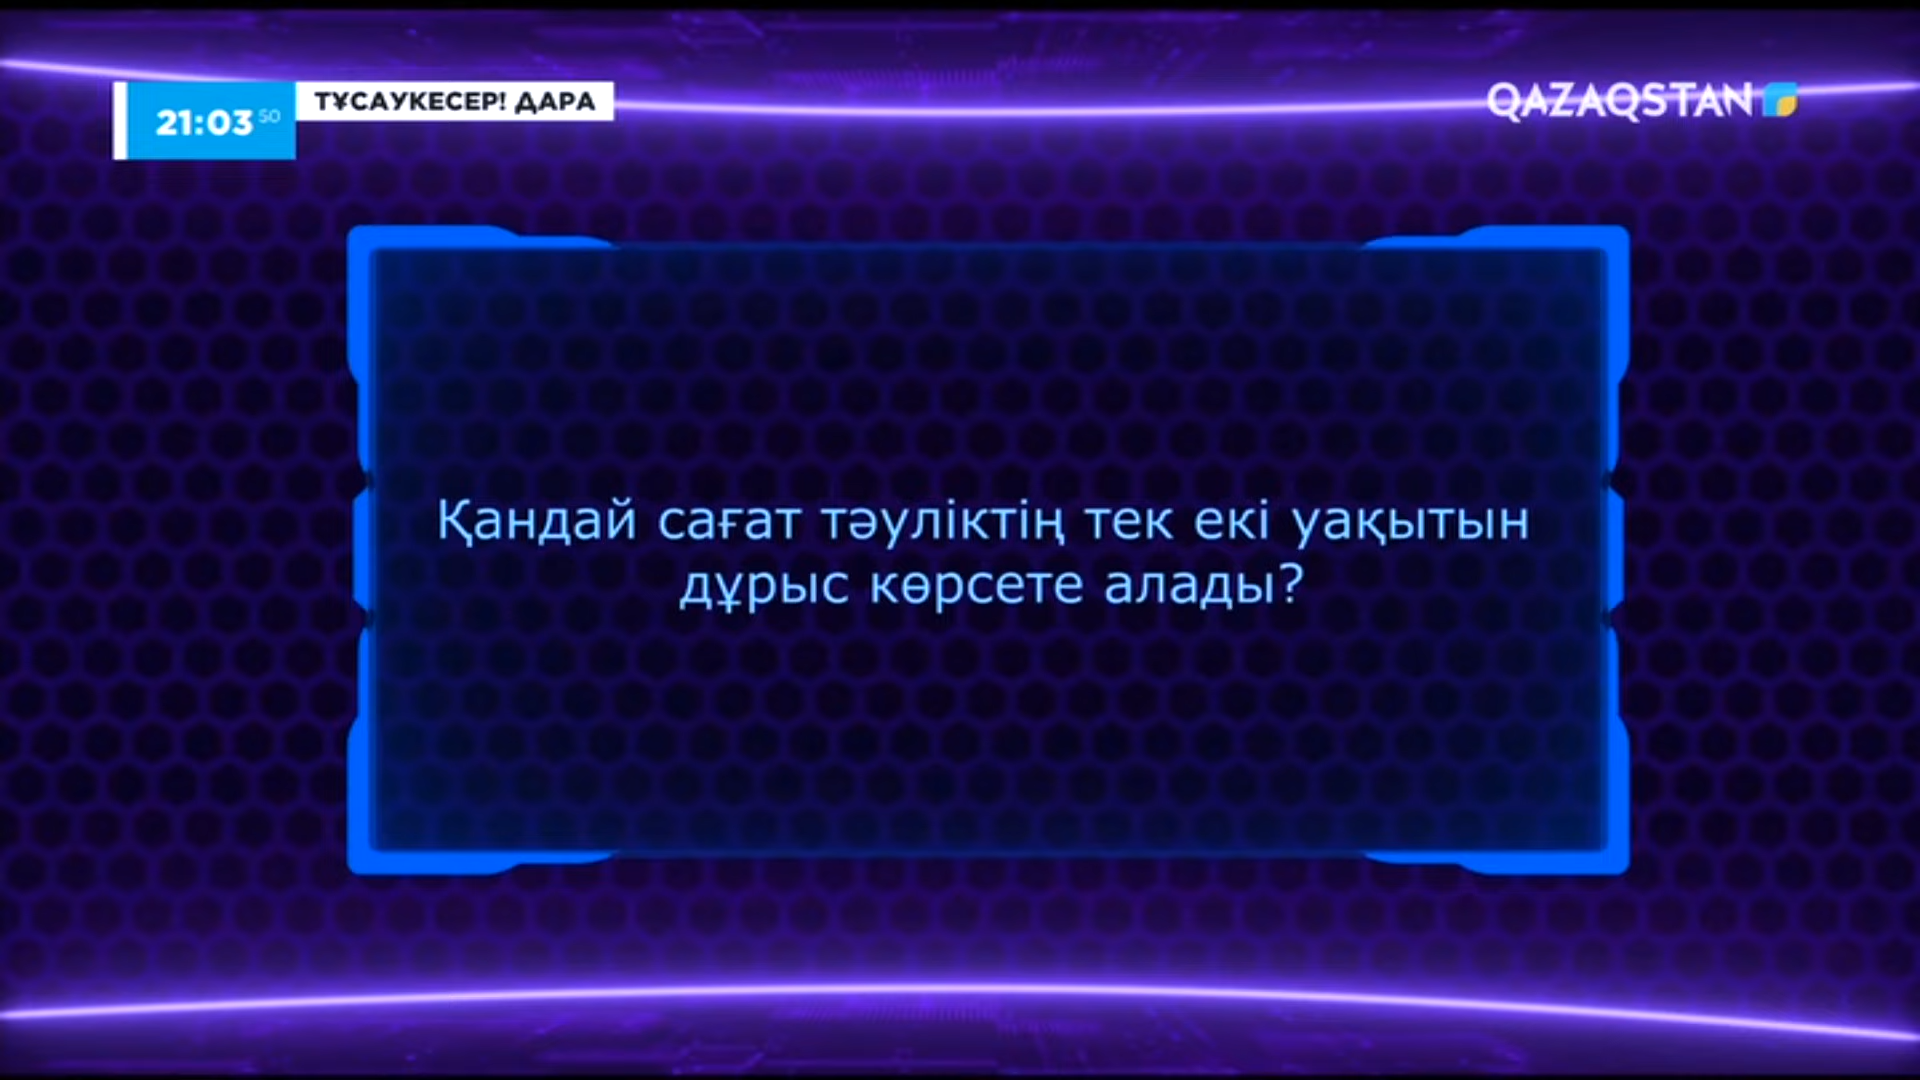 21:03 50
ТҰСАУКЕСЕР! ДАРА
QAZAQSTAN
Қандай сағат тәуліктің тек екі уақытын
дұрыс көрсете алады?